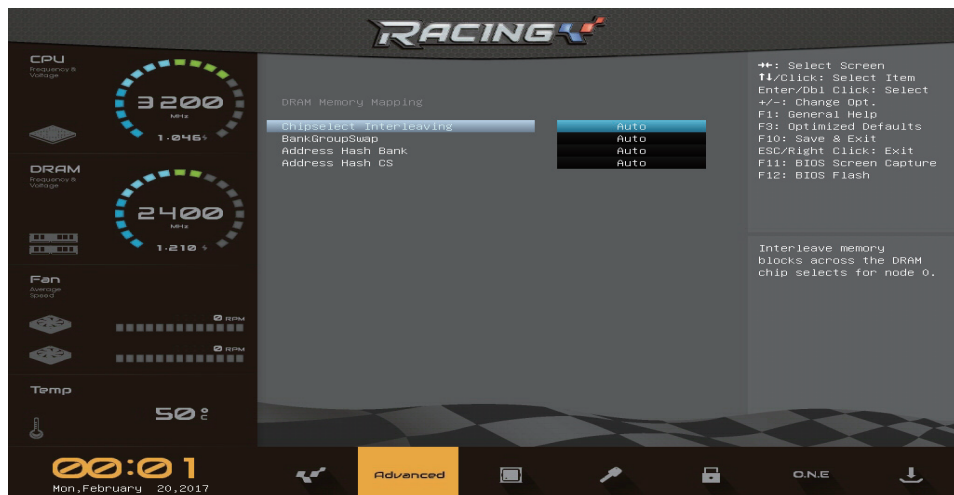 RACING
CPU
Frequency &
Voltage
3200
MHz
1.046 V
DRAM
Frequency &
Voltage
2400
MHz
1.210 V
Fan
Average
Speed
0 RPM
0 RPM
Temp
50 °C
00:01
Mon,February 20,2017
DRAM Memory Mapping
Chipselect Interleaving Auto
BankGroupSwap Auto
Address Hash Bank Auto
Address Hash CS Auto
→←: Select Screen
↑↓/Click: Select Item
Enter/Dbl Click: Select
+/-: Change Opt.
F1: General Help
F3: Optimized Defaults
F10: Save & Exit
ESC/Right Click: Exit
F11: BIOS Screen Capture
F12: BIOS Flash
Interleave memory
blocks across the DRAM
chip selects for node 0.
Advanced
O.N.E